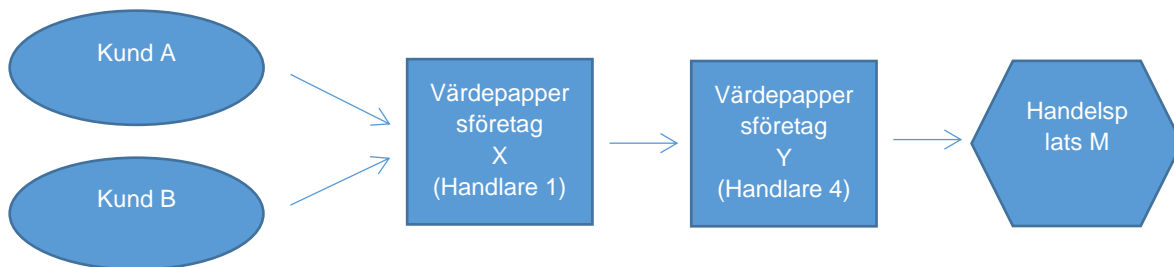 Kund A
Kund B
Värdepapper
sföretag
X
(Handlare 1)
Värdepapper
sföretag
Y
(Handlare 4)
Handelsp
lats M